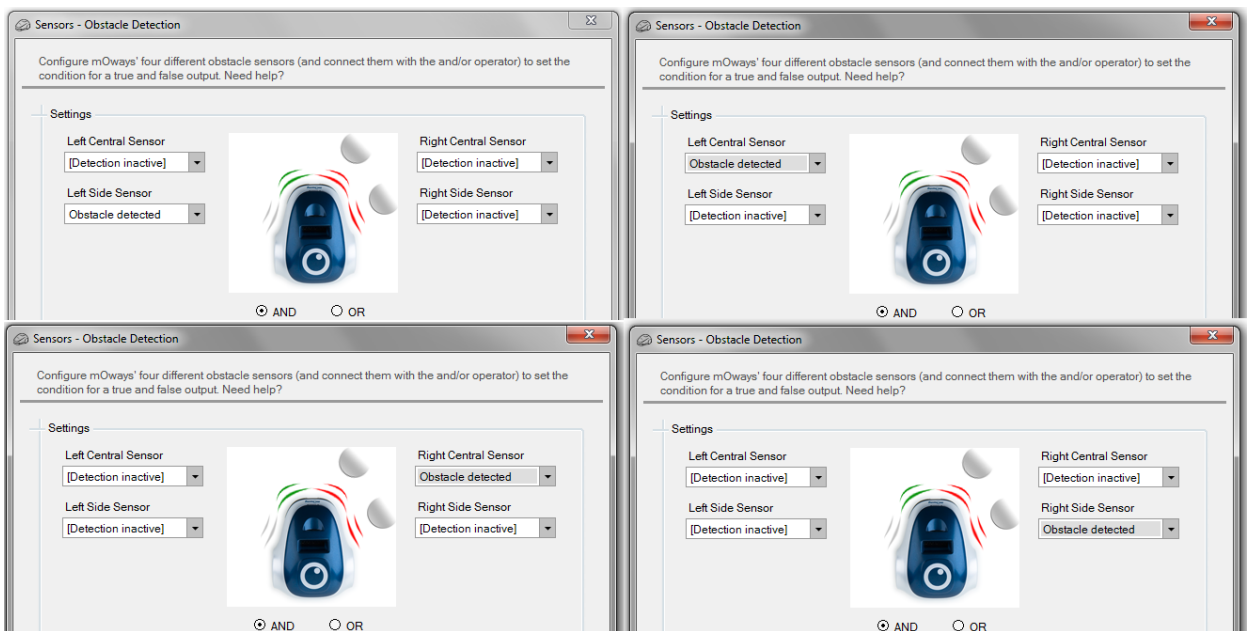 Sensors - Obstacle Detection
Configure mOways' four different obstacle sensors (and connect them with the and/or operator) to set the
condition for a true and false output. Need help?
Settings
Left Central Sensor
Right Central Sensor
[Detection inactive]
[Detection inactive]
Left Side Sensor
Right Side Sensor
Obstacle detected
[Detection inactive]
AND OR
Sensors - Obstacle Detection
Configure mOways' four different obstacle sensors (and connect them with the and/or operator) to set the
condition for a true and false output. Need help?
Settings
Left Central Sensor
Right Central Sensor
Obstacle detected
[Detection inactive]
Left Side Sensor
Right Side Sensor
[Detection inactive]
[Detection inactive]
AND OR
Sensors - Obstacle Detection
Configure mOways' four different obstacle sensors (and connect them with the and/or operator) to set the
condition for a true and false output. Need help?
Settings
Left Central Sensor
Right Central Sensor
[Detection inactive]
Obstacle detected
Left Side Sensor
Right Side Sensor
[Detection inactive]
[Detection inactive]
AND OR
Sensors - Obstacle Detection
Configure mOways' four different obstacle sensors (and connect them with the and/or operator) to set the
condition for a true and false output. Need help?
Settings
Left Central Sensor
Right Central Sensor
[Detection inactive]
[Detection inactive]
Left Side Sensor
Right Side Sensor
[Detection inactive]
Obstacle detected
AND OR